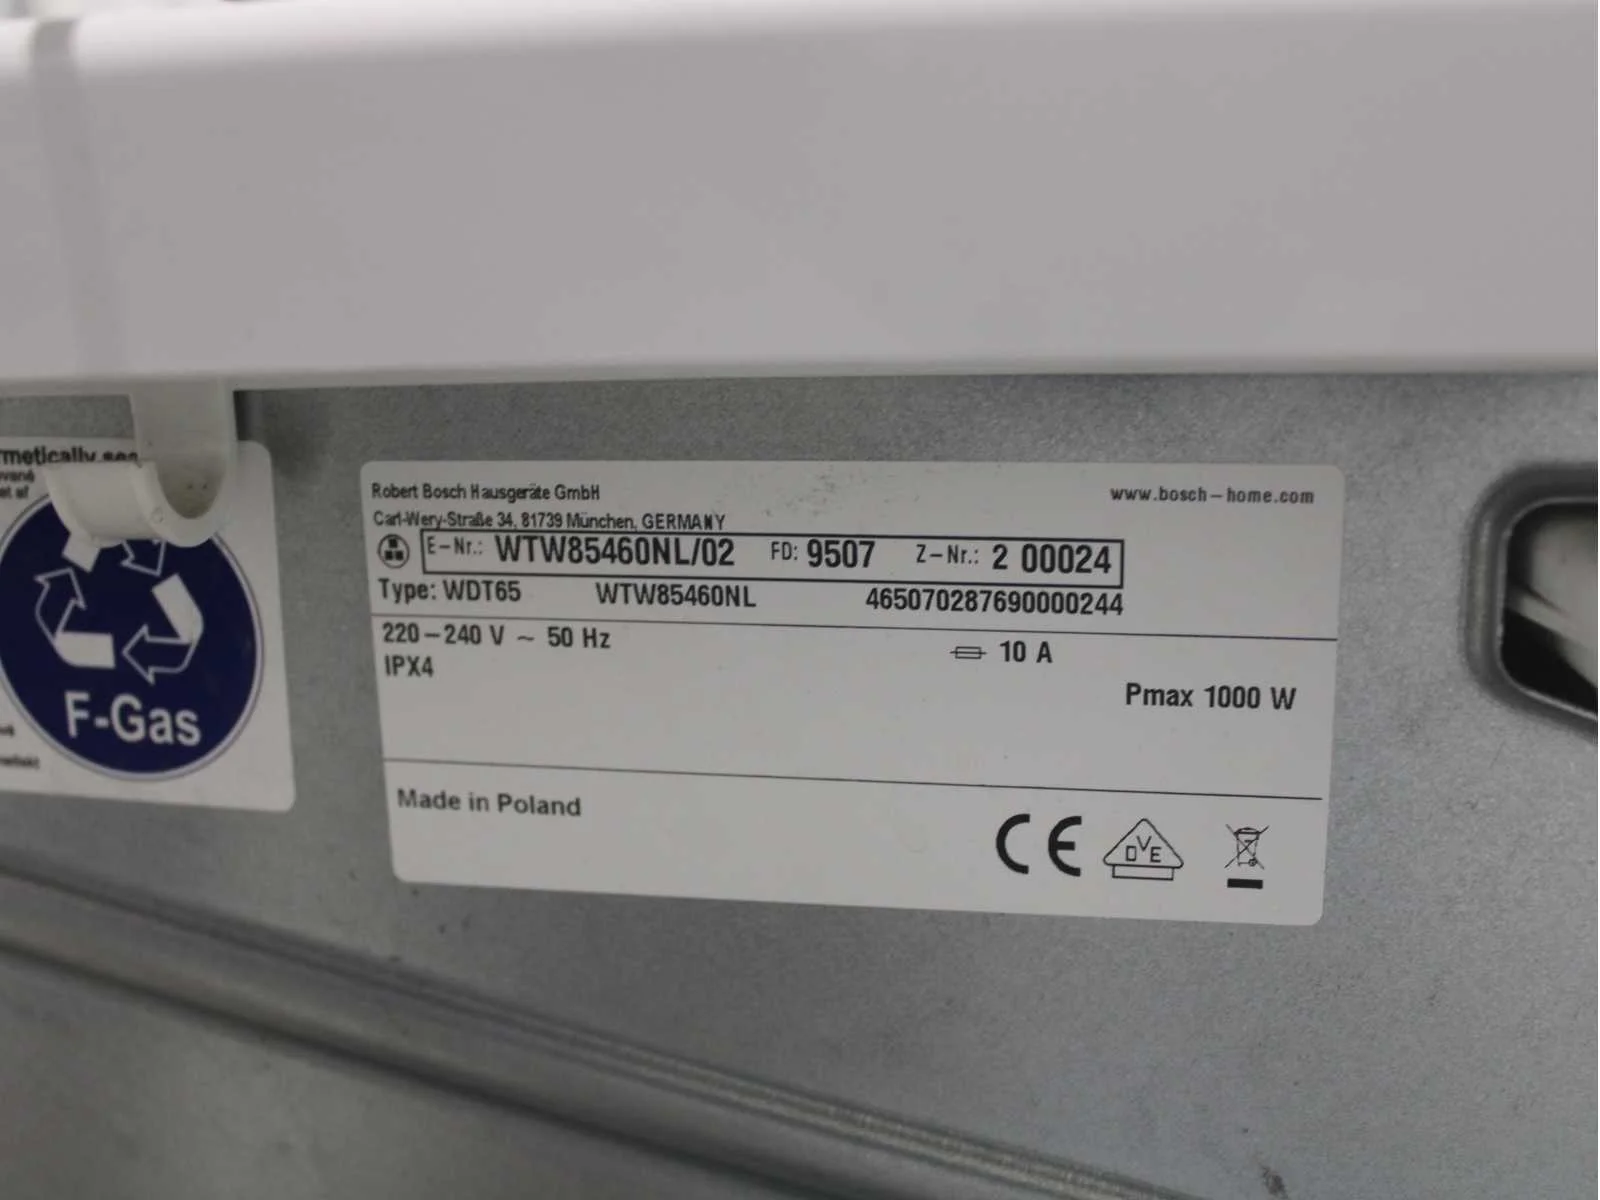 Robert Bosch Hausgeräte GmbH
www.bosch-home.com
Carl-Wery-Straße 34, 81739 München, GERMANY
E-Nr.: WTW85460NL/02 FD: 9507 Z-Nr.: 2 00024
Type: WDT65 WTW85460NL 465070287690000244
220-240 V ~ 50 Hz
10 A
IPX4
Pmax 1000 W
Made in Poland
CE
DVE
F-Gas